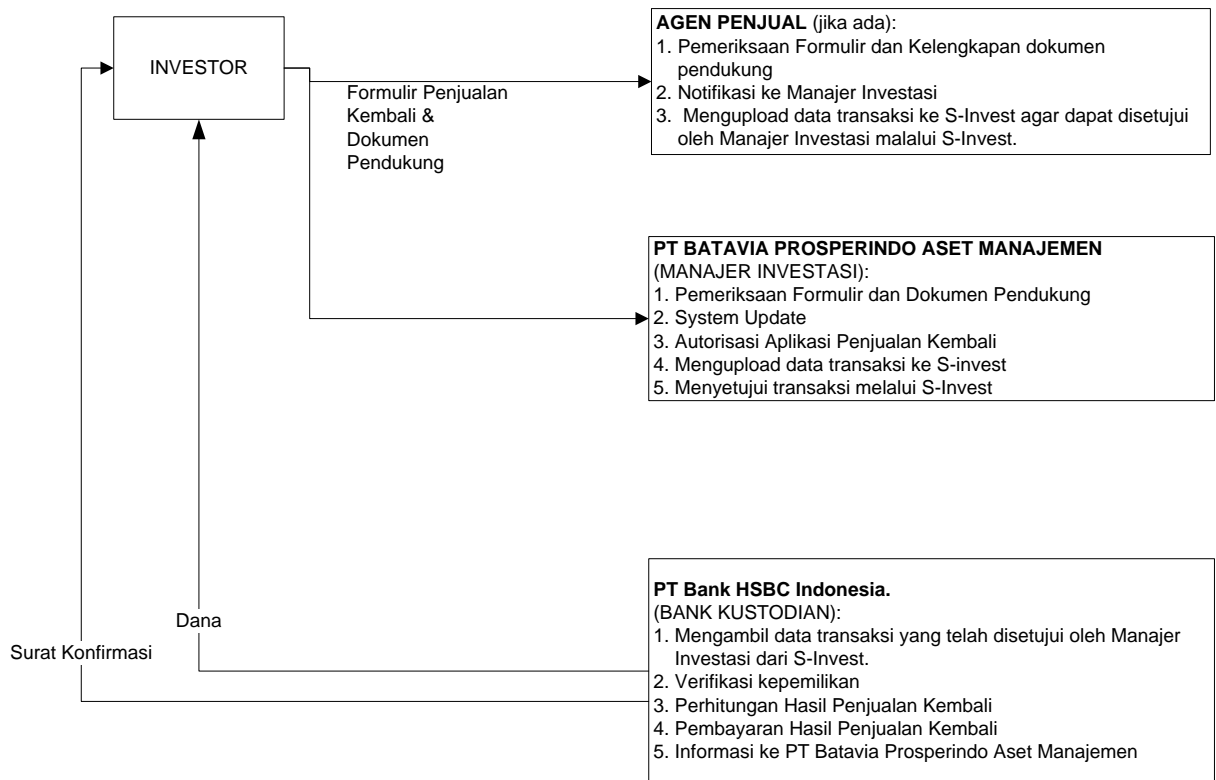 INVESTOR
Formulir Penjualan
Kembali &
Dokumen
Pendukung
AGEN PENJUAL (jika ada):
1. Pemeriksaan Formulir dan Kelengkapan dokumen
pendukung
2. Notifikasi ke Manajer Investasi
3. Mengupload data transaksi ke S-Invest agar dapat disetujui
oleh Manajer Investasi malalui S-Invest.
PT BATAVIA PROSPERINDO ASET MANAJEMEN
(MANAJER INVESTASI):
1. Pemeriksaan Formulir dan Dokumen Pendukung
2. System Update
3. Autorisasi Aplikasi Penjualan Kembali
4. Mengupload data transaksi ke S-invest
5. Menyetujui transaksi melalui S-Invest
Dana
Surat Konfirmasi
PT Bank HSBC Indonesia.
(BANK KUSTODIAN):
1. Mengambil data transaksi yang telah disetujui oleh Manajer
Investasi dari S-Invest.
2. Verifikasi kepemilikan
3. Perhitungan Hasil Penjualan Kembali
4. Pembayaran Hasil Penjualan Kembali
5. Informasi ke PT Batavia Prosperindo Aset Manajemen